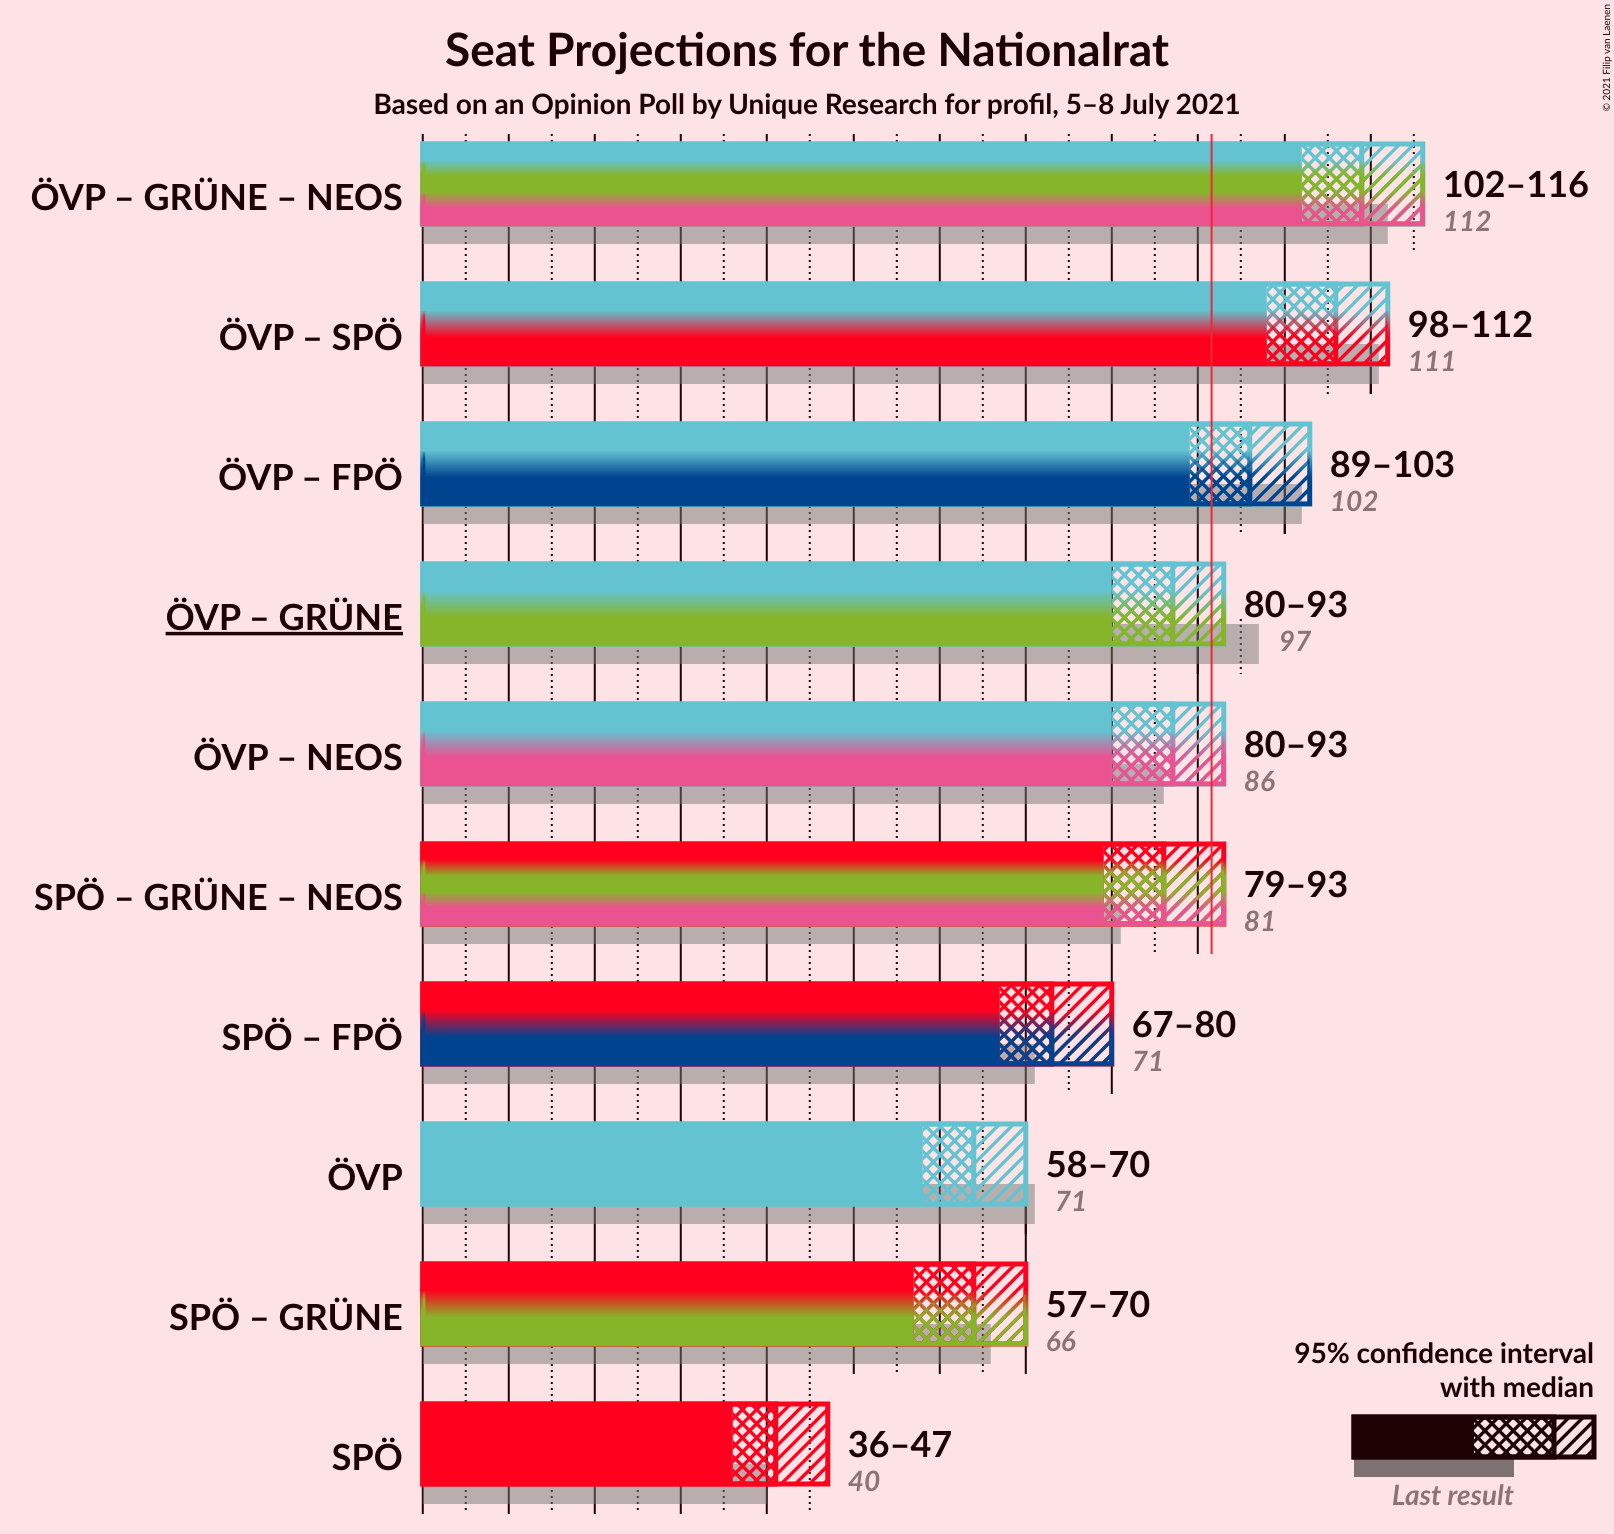 Seat Projections for the Nationalrat
Based on an Opinion Poll by Unique Research for profil, 5–8 July 2021
© 2021 Filip van Laenen
ÖVP – GRÜNE – NEOS
102–116
112
ÖVP – SPÖ
98–112
111
ÖVP – FPÖ
89–103
102
ÖVP – GRÜNE
80–93
97
ÖVP – NEOS
80–93
86
SPÖ – GRÜNE – NEOS
79–93
81
SPÖ – FPÖ
67–80
71
ÖVP
58–70
71
SPÖ – GRÜNE
57–70
66
SPÖ
36–47
40
95% confidence interval
with median
Last result